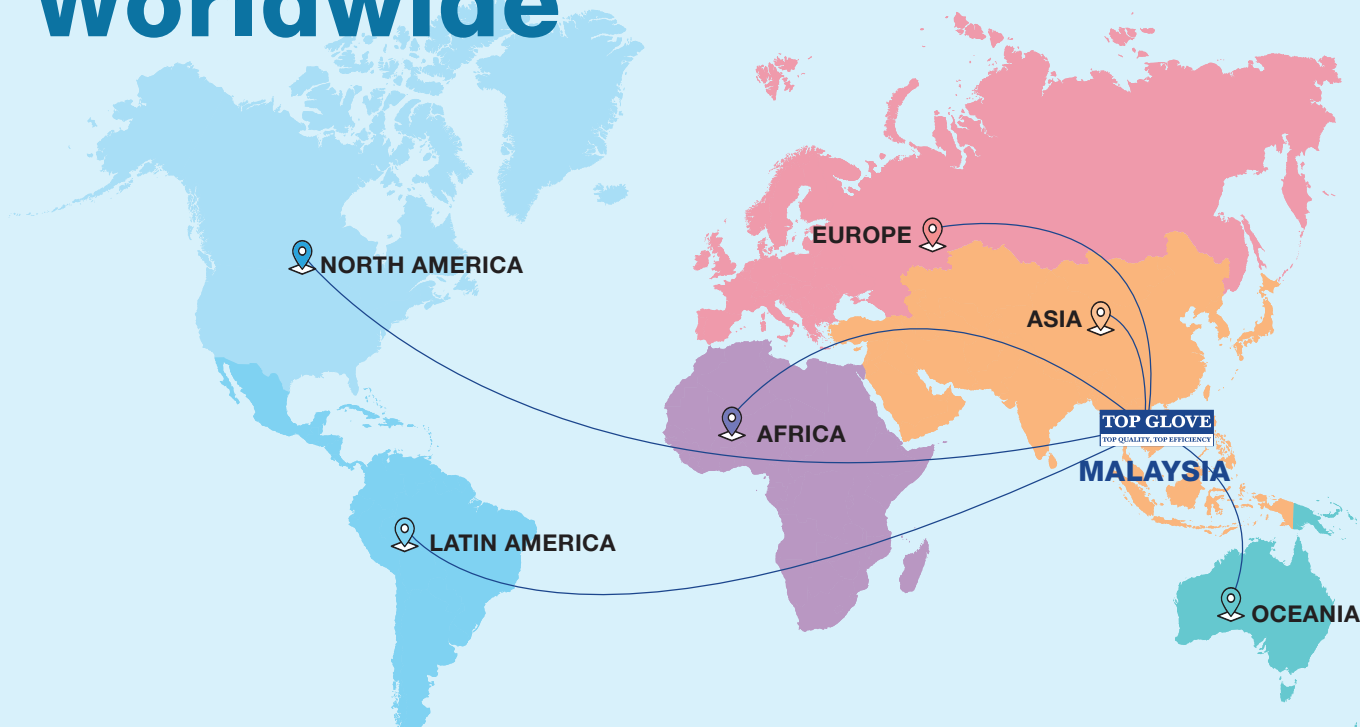 Worldwide
EUROPE
NORTH AMERICA
ASIA
TOP GLOVE
TOP QUALITY, TOP EFFICIENCY
AFRICA
MALAYSIA
LATIN AMERICA
OCEANIA